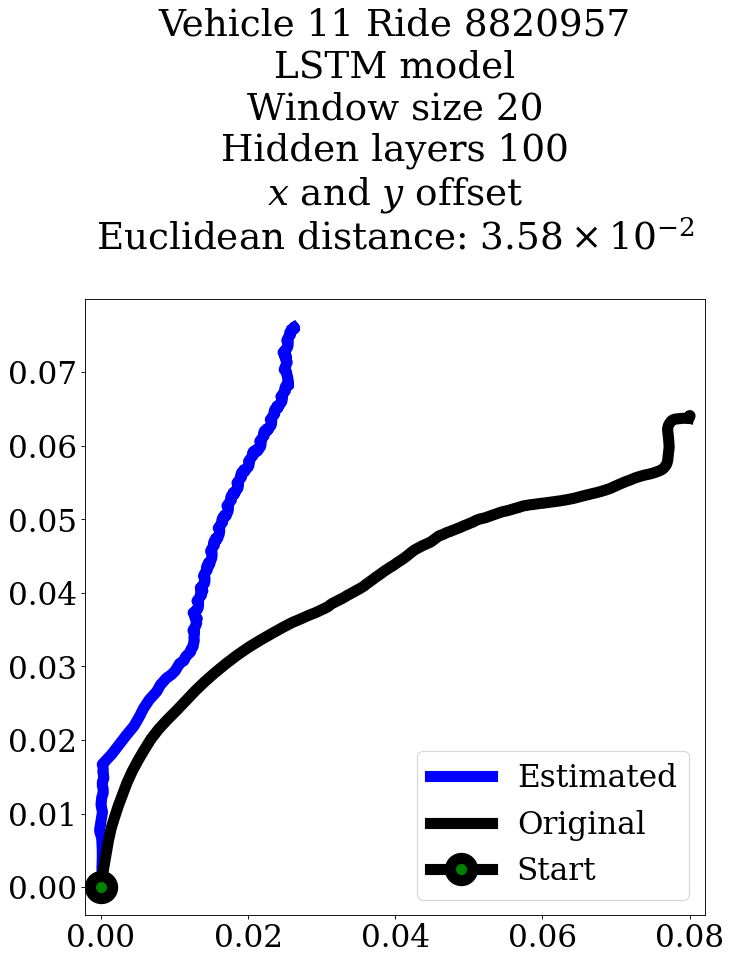 Vehicle 11 Ride 8820957
LSTM model
Window size 20
Hidden layers 100
x and y offset
Euclidean distance: 3.58 × 10⁻²
0.07
0.06
0.05
0.04
0.03
0.02
0.01
0.00
Estimated
Original
Start
0.00 0.02 0.04 0.06 0.08